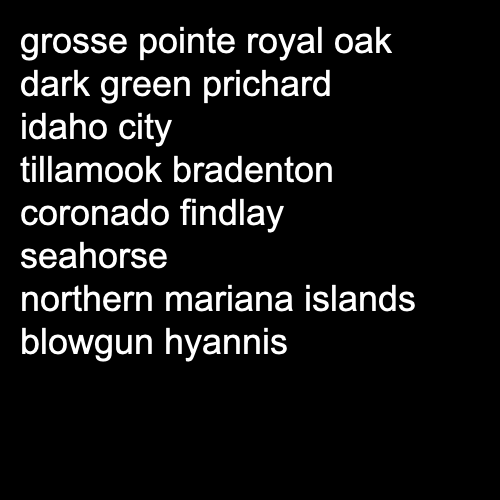 grosse pointe royal oak
dark green prichard
idaho city
tillamook bradenton
coronado findlay
seahorse
northern mariana islands
blowgun hyannis